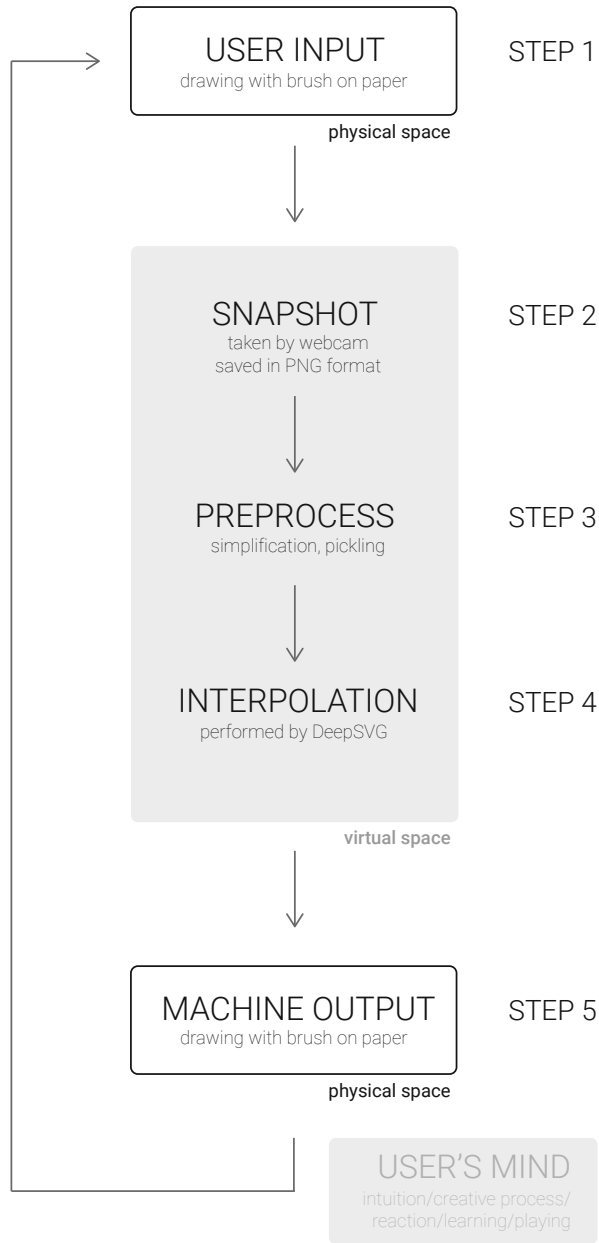 USER INPUT
STEP 1
drawing with brush on paper
physical space
SNAPSHOT
STEP 2
taken by webcam
saved in PNG format
PREPROCESS
STEP 3
simplification, pickling
INTERPOLATION
STEP 4
performed by DeepSVG
virtual space
MACHINE OUTPUT
STEP 5
drawing with brush on paper
physical space
USER’S MIND
intuition/creative process/
reaction/learning/playing